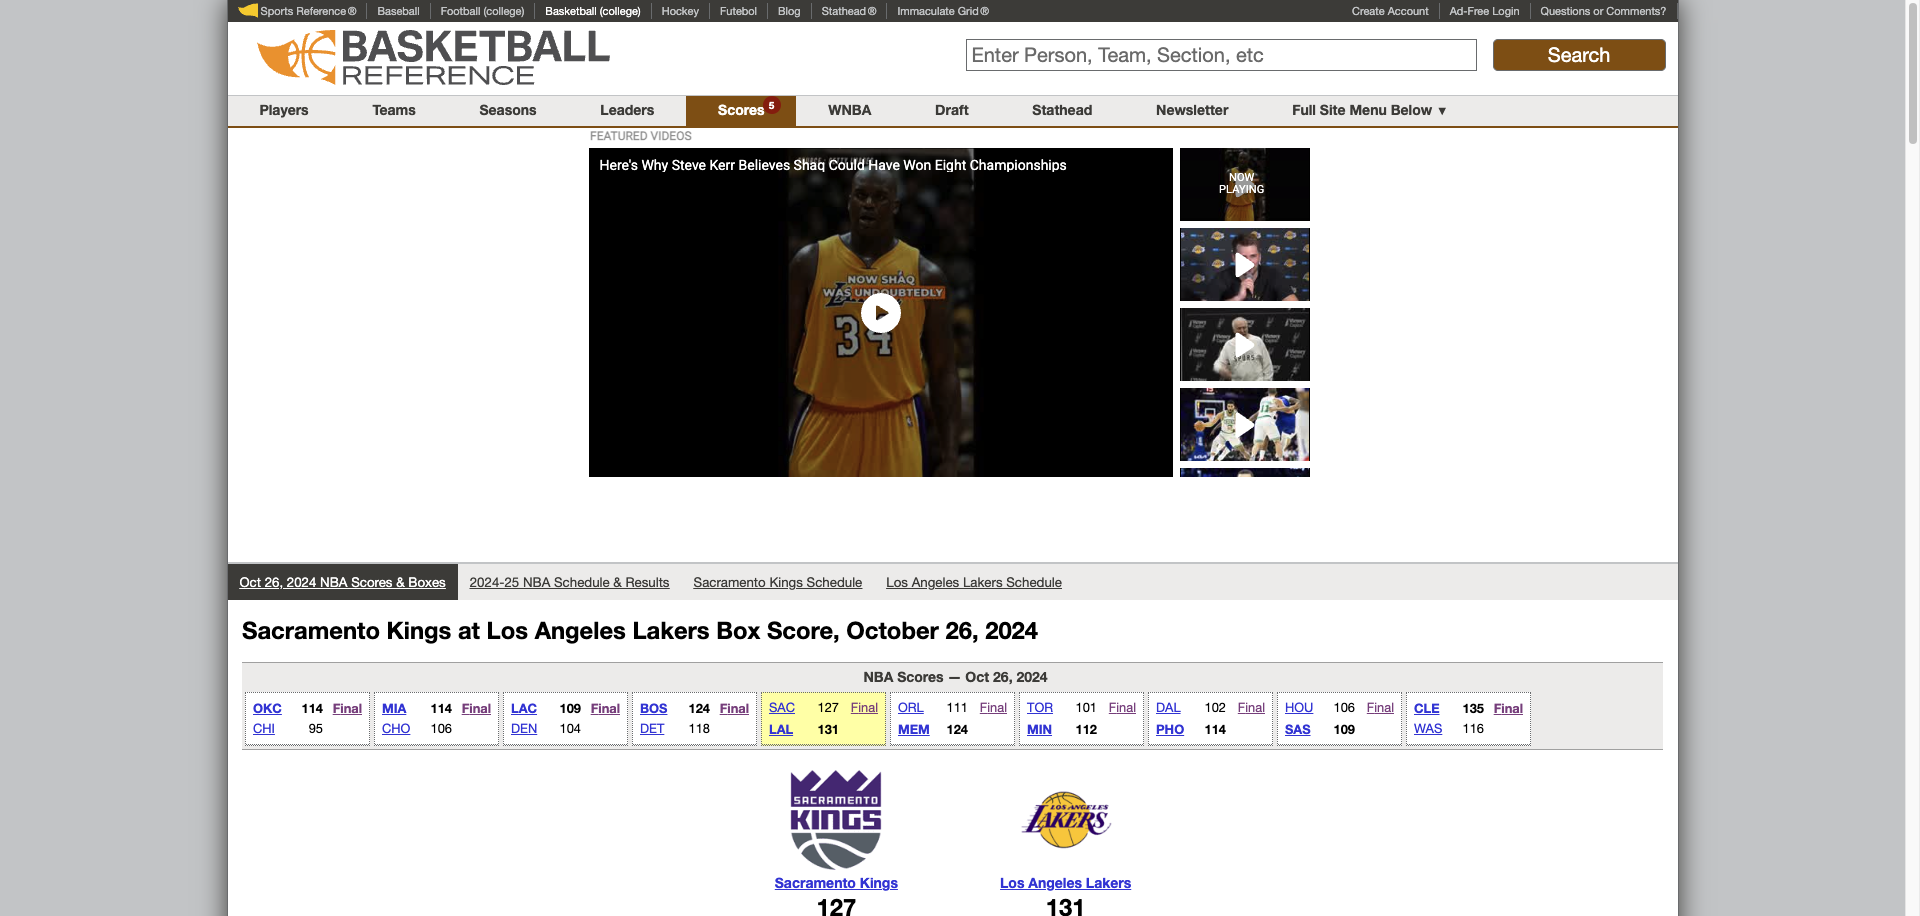 Sports Reference® Baseball Football (college) Basketball (college) Hockey Futebol Blog Stathead® Immaculate Grid® Create Account Ad-Free Login Questions or Comments?
BASKETBALL
REFERENCE
Enter Person, Team, Section, etc Search
Players Teams Seasons Leaders Scores 5 WNBA Draft Stathead Newsletter Full Site Menu Below ▼
FEATURED VIDEOS
Here's Why Steve Kerr Believes Shaq Could Have Won Eight Championships
NOW
PLAYING
NOW SHAQ
WAS UNDOUBTEDLY
34
Oct 26, 2024 NBA Scores & Boxes 2024-25 NBA Schedule & Results Sacramento Kings Schedule Los Angeles Lakers Schedule
Sacramento Kings at Los Angeles Lakers Box Score, October 26, 2024
NBA Scores — Oct 26, 2024
OKC 114 Final MIA 114 Final LAC 109 Final BOS 124 Final SAC 127 Final ORL 111 Final TOR 101 Final DAL 102 Final HOU 106 Final CLE 135 Final
CHI 95 CHO 106 DEN 104 DET 118 LAL 131 MEM 124 MIN 112 PHO 114 SAS 109 WAS 116
SACRAMENTO
KINGS
LOS ANGELES
LAKERS
Sacramento Kings Los Angeles Lakers
127 131